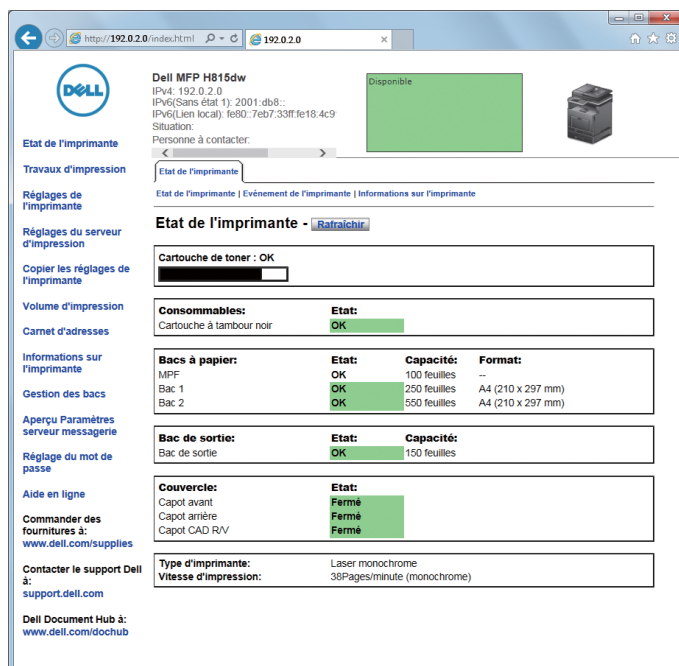 http://192.0.2.0/index.html
192.0.2.0
DELL
Dell MFP H815dw
IPv4: 192.0.2.0
IPv6(Sans état 1): 2001:db8::
IPv6(Lien local): fe80::7eb7:33ff:fe18:4c9
Situation:
Personne à contacter:
Disponible
Etat de l'imprimante
Travaux d'impression
Réglages de
l'imprimante
Réglages du serveur
d'impression
Copier les réglages de
l'imprimante
Volume d'impression
Carnet d'adresses
Informations sur
l'imprimante
Gestion des bacs
Aperçu Paramètres
serveur messagerie
Réglage du mot de
passe
Aide en ligne
Commander des
fournitures à:
www.dell.com/supplies
Contacter le support Dell
à:
support.dell.com
Dell Document Hub à:
www.dell.com/dochub
Etat de l'imprimante
Etat de l'imprimante | Evénement de l'imprimante | Informations sur l'imprimante
Etat de l'imprimante - Rafraîchir
Cartouche de toner : OK
Consommables: Etat:
Cartouche à tambour noir OK
Bacs à papier: Etat: Capacité: Format:
MPF OK 100 feuilles --
Bac 1 OK 250 feuilles A4 (210 x 297 mm)
Bac 2 OK 550 feuilles A4 (210 x 297 mm)
Bac de sortie: Etat: Capacité:
Bac de sortie OK 150 feuilles
Couvercle: Etat:
Capot avant Fermé
Capot arrière Fermé
Capot CAD R/V Fermé
Type d'imprimante: Laser monochrome
Vitesse d'impression: 38Pages/minute (monochrome)